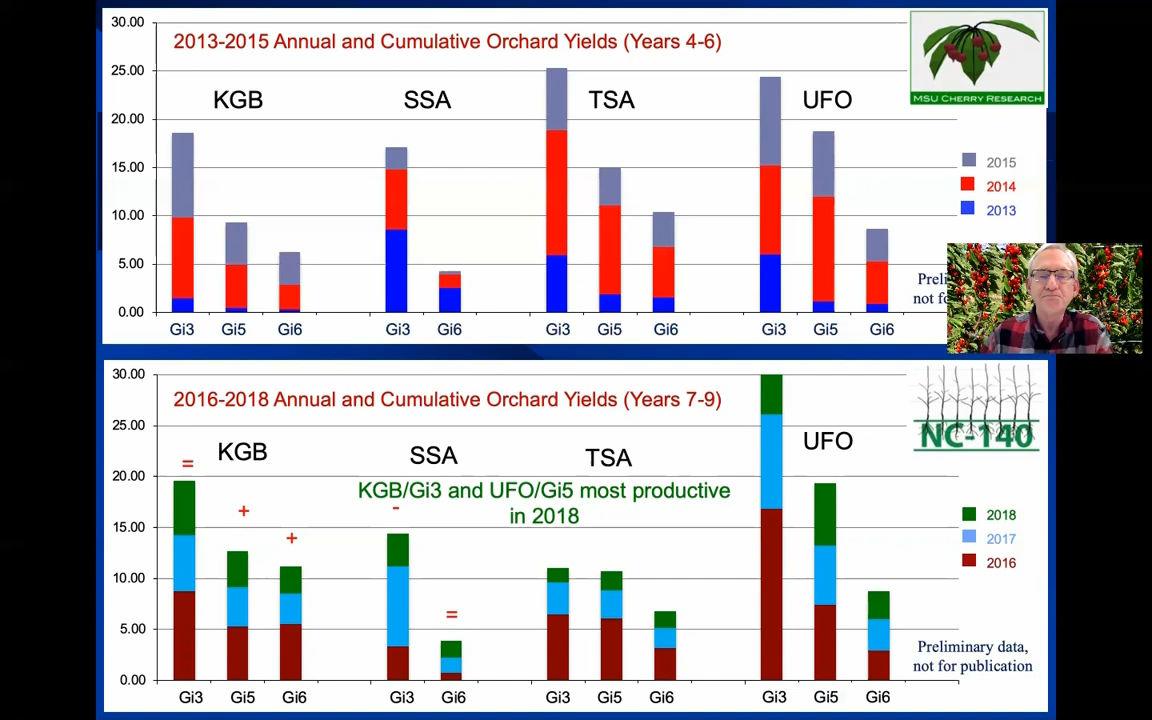 30.00
2013-2015 Annual and Cumulative Orchard Yields (Years 4-6)
25.00
KGB
SSA
TSA
UFO
MSU CHERRY RESEARCH
20.00
15.00
10.00
5.00
0.00
2015
2014
2013
Preli
not fo
Gi3 Gi5 Gi6 Gi3 Gi6 Gi3 Gi5 Gi6 Gi3 Gi5 Gi6
30.00
2016-2018 Annual and Cumulative Orchard Yields (Years 7-9)
NC-140
25.00
KGB
SSA
TSA
UFO
=
20.00
KGB/Gi3 and UFO/Gi5 most productive
in 2018
+
+
-
=
15.00
10.00
5.00
0.00
2018
2017
2016
Preliminary data,
not for publication
Gi3 Gi5 Gi6 Gi3 Gi6 Gi3 Gi5 Gi6 Gi3 Gi5 Gi6